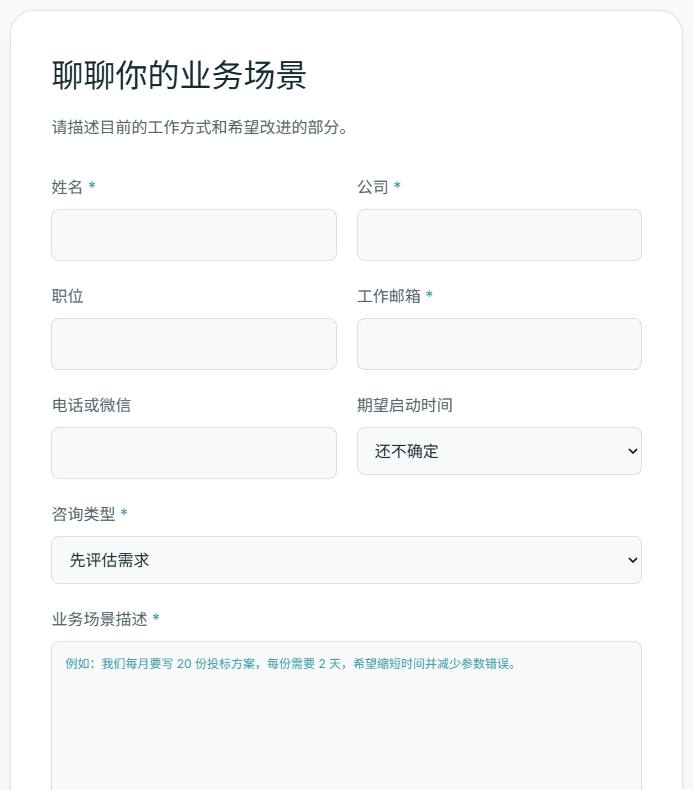 聊聊你的业务场景
请描述目前的工作方式和希望改进的部分。
姓名 *
公司 *
职位
工作邮箱 *
电话或微信
期望启动时间
还不确定
咨询类型 *
先评估需求
业务场景描述 *
例如：我们每月要写 20 份投标方案，每份需要 2 天，希望缩短时间并减少参数错误。